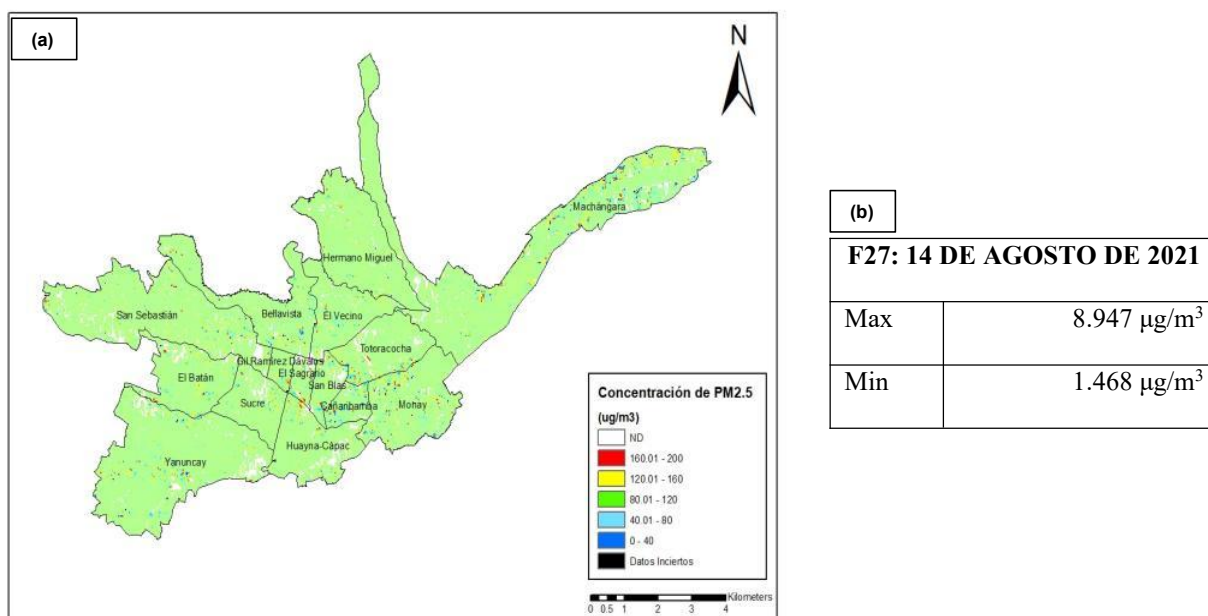 (a)
N
Machángara
Hermano Miguel
San Sebastián
Bellavista
El Vecino
Totoracocha
Gil Ramírez Dávalos
El Sagrario
San Blas
El Batán
Sucre
Cañaribamba
Monay
Huayna-Cápac
Yanuncay
Concentración de PM2.5
(ug/m3)
ND
160.01 - 200
120.01 - 160
80.01 - 120
40.01 - 80
0 - 40
Datos Inciertos
Kilometers
0 0.5 1 2 3 4
(b)
F27: 14 DE AGOSTO DE 2021
Max 8.947 μg/m³
Min 1.468 μg/m³